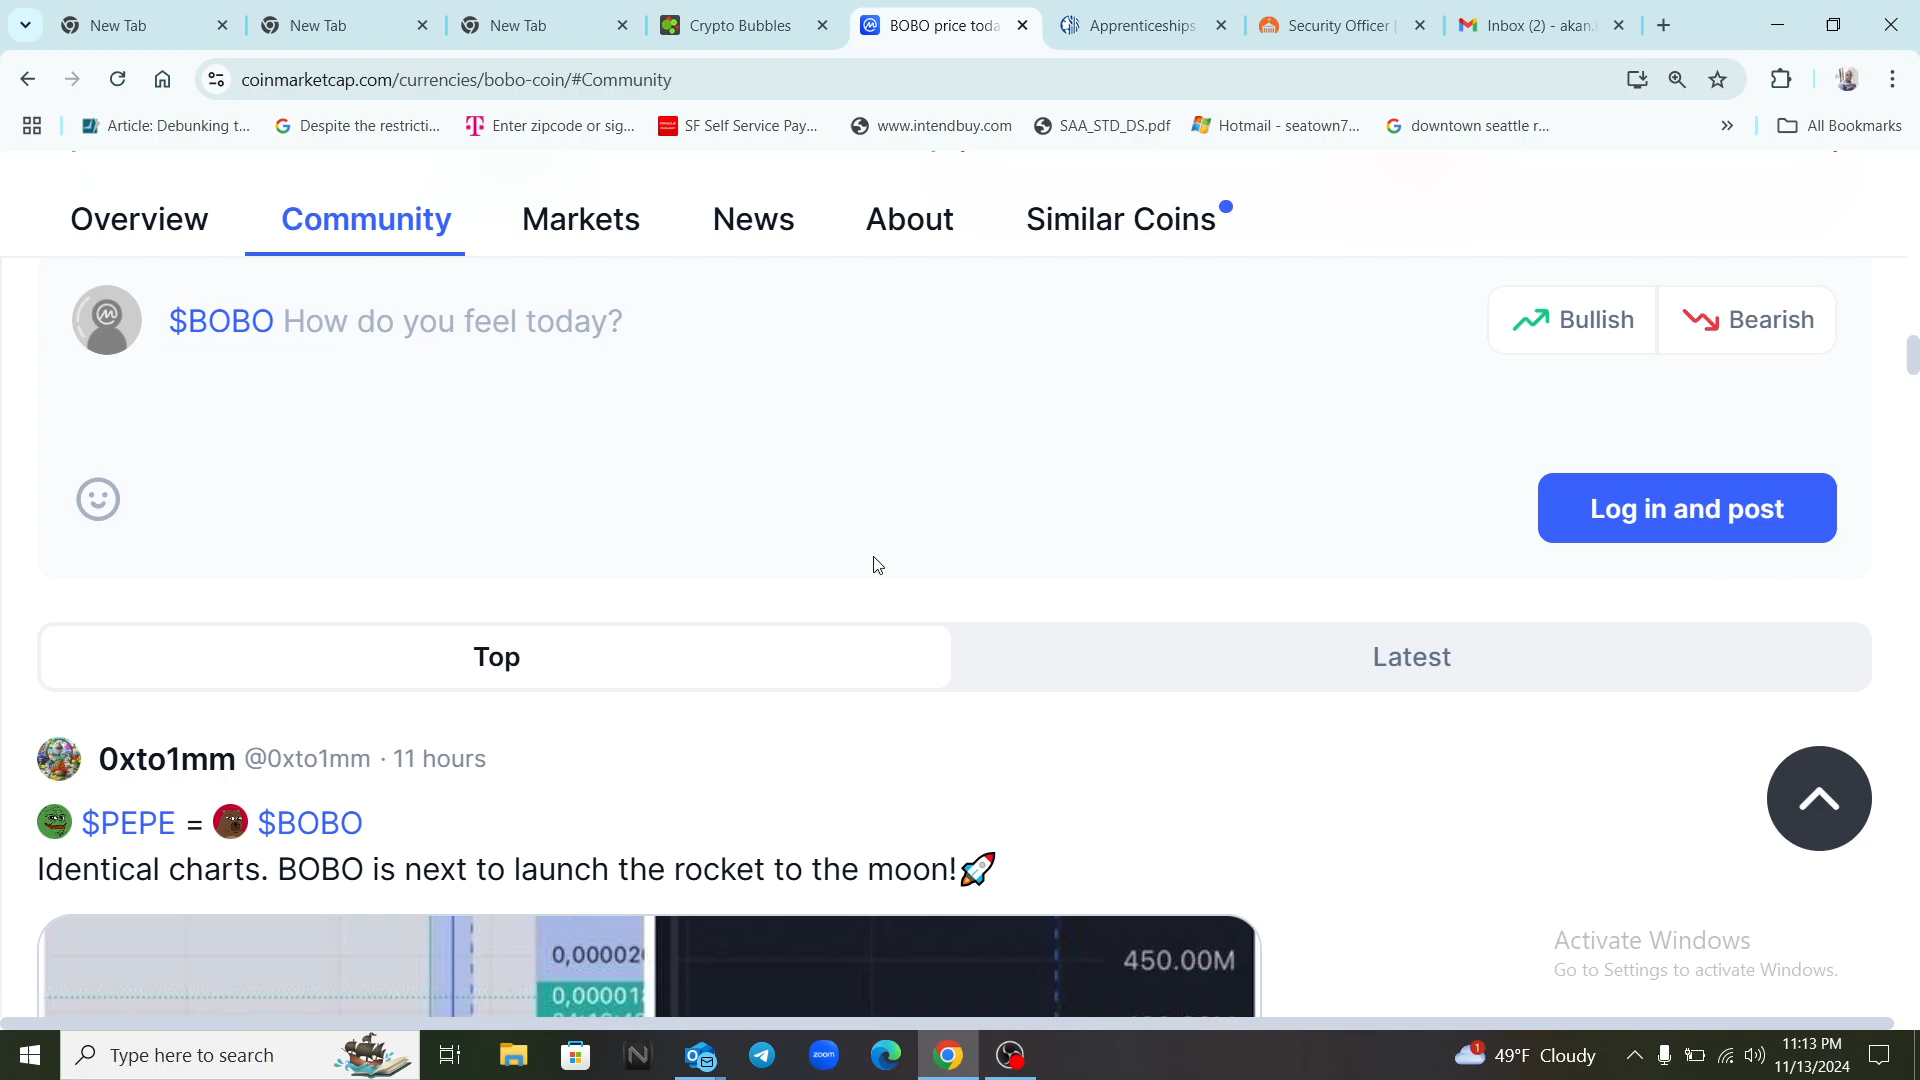 New Tab
New Tab
New Tab
Crypto Bubbles
BOBO price toda
Apprenticeships
Security Officer |
Inbox (2) - akan.
coinmarketcap.com/currencies/bobo-coin/#Community
Article: Debunking t...
Despite the restricti...
Enter zipcode or sig...
SF Self Service Pay...
www.intendbuy.com
SAA_STD_DS.pdf
Hotmail - seatown7...
downtown seattle r...
»
All Bookmarks
Overview
Community
Markets
News
About
Similar Coins
$BOBO How do you feel today?
Bullish
Bearish
Log in and post
Top
Latest
0xto1mm @0xto1mm · 11 hours
$PEPE = $BOBO
Identical charts. BOBO is next to launch the rocket to the moon!🚀
450.00M
Activate Windows
Go to Settings to activate Windows.
Type here to search
zoom
1
49°F Cloudy
11:13 PM
11/13/2024